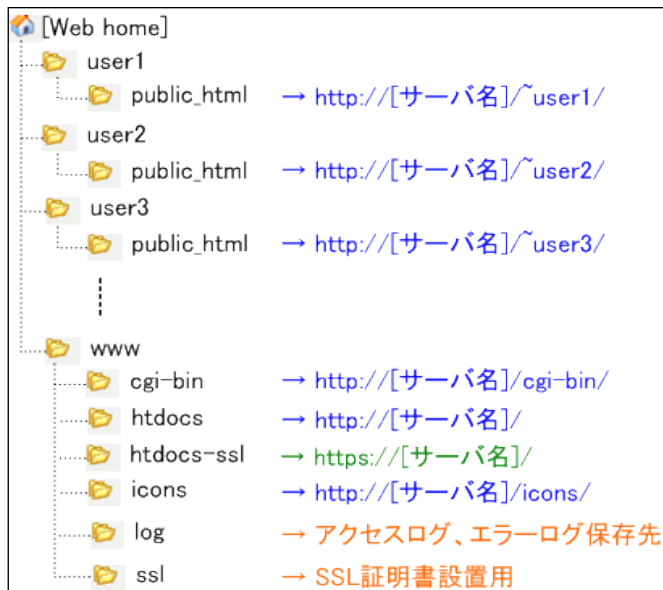 [Web home]
user1
public_html → http://[サーバ名]/~user1/
user2
public_html → http://[サーバ名]/~user2/
user3
public_html → http://[サーバ名]/~user3/
www
cgi-bin → http://[サーバ名]/cgi-bin/
htdocs → http://[サーバ名]/
htdocs-ssl → https://[サーバ名]/
icons → http://[サーバ名]/icons/
log → アクセスログ、エラーログ保存先
ssl → SSL証明書設置用